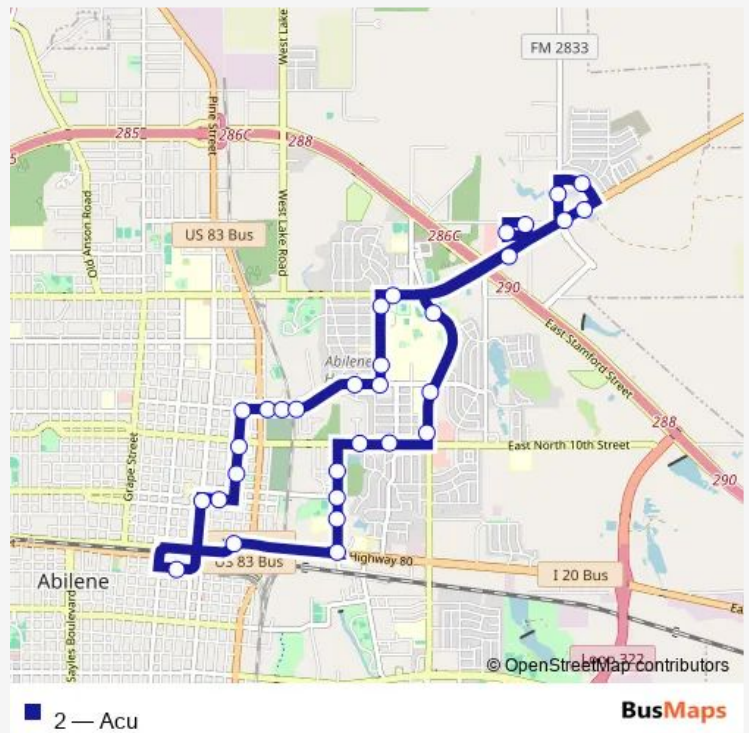 West Lake
FM 2833
285
286C
288
Pine Street
5
Old Anson Road
West Lake Road
US 83 Bus
286C
290
East Stamford Street
Abilene
288
Grape Street
East North 10th Street
290
US 83 Bus
Highway 80
I 20 Bus
Abilene
Ea
Sayles Boulevard
Loop 322
© OpenStreetMap contributors
2 — Acu
BusMaps